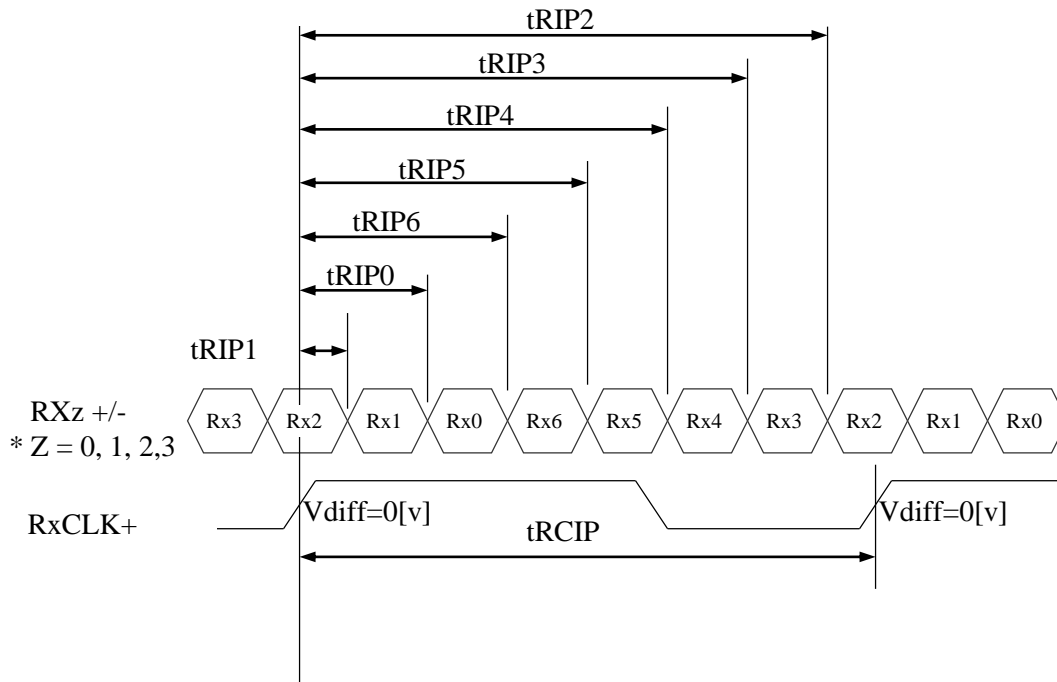 tRIP2
tRIP3
tRIP4
tRIP5
tRIP6
tRIP0
tRIP1
RXz +/-
* Z = 0, 1, 2,3
Rx3 Rx2 Rx1 Rx0 Rx6 Rx5 Rx4 Rx3 Rx2 Rx1 Rx0
RxCLK+
Vdiff=0[v] Vdiff=0[v]
tRCIP